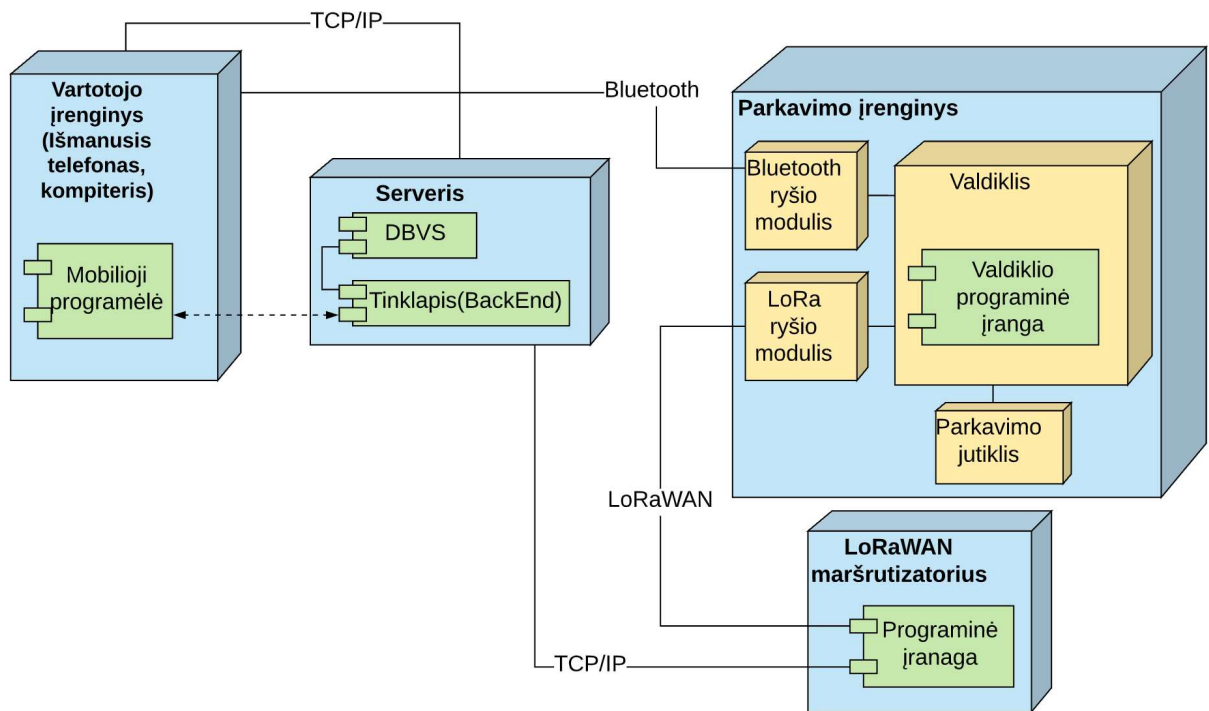 TCP/IP
Vartotojo
įrenginys
(Išmanusis
telefonas,
kompiteris)
Mobilioji
programėlė
Serveris
DBVS
Tinklapis(BackEnd)
Bluetooth
Parkavimo įrenginys
Bluetooth
ryšio
modulis
Valdiklis
Valdiklio
programinė
įranga
LoRa
ryšio
modulis
Parkavimo
jutiklis
LoRaWAN
LoRaWAN
maršrutizatorius
Programinė
įranaga
TCP/IP